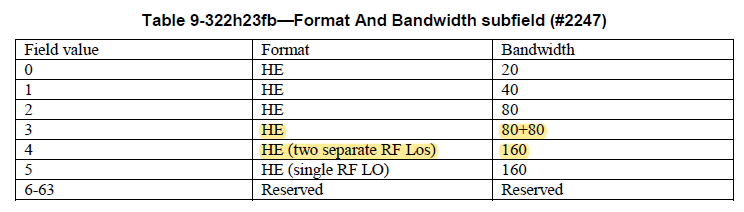 Table 9-322h23fb—Format And Bandwidth subfield (#2247)
Field value Format Bandwidth
0 HE 20
1 HE 40
2 HE 80
3 HE 80+80
4 HE (two separate RF Los) 160
5 HE (single RF LO) 160
6-63 Reserved Reserved